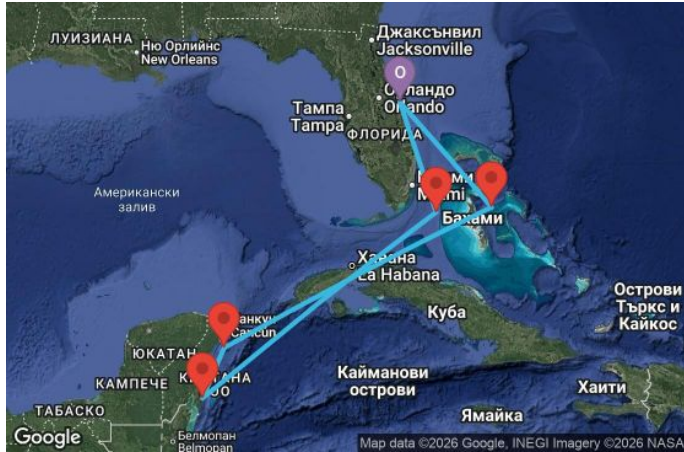 ЛУИЗИАНА
Ню Орлийнс
New Orleans
Джаксънвил
Jacksonville
O
Орландо
Orlando
Тампа
Tampa
ФЛОРИДА
Miami
Американски
залив
Бахами
Хавана
La Habana
Cancun
Куба
Острови
Търкс и
Кайкос
ЮКАТАН
КАМПЕЧЕ
Кайманови
острови
Хаити
ТАБАСКО
Ямайка
Белмопан
Belmopan
Google
Map data ©2026 Google, INEGI Imagery ©2026 NASA